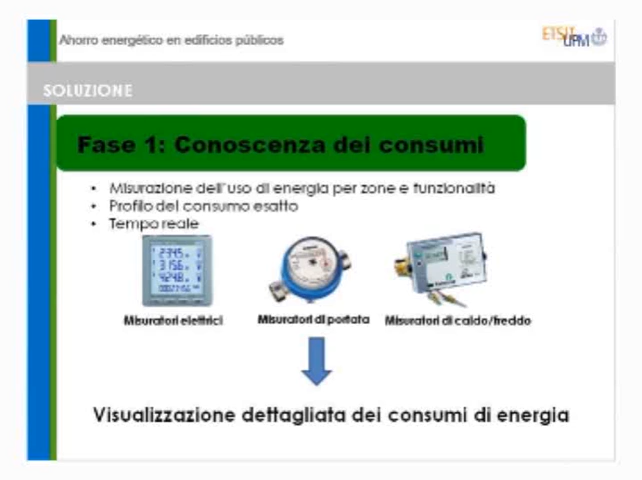 Ahorro energético en edificios públicos
ETSIT UPM
SOLUZIONE
Fase 1: Conoscenza dei consumi
• Misurazione dell'uso di energia per zone e funzionalità
• Profilo del consumo esatto
• Tempo reale
Misuratori elettrici
Misuratori di portata
Misuratori di caldo/freddo
Visualizzazione dettagliata dei consumi di energia